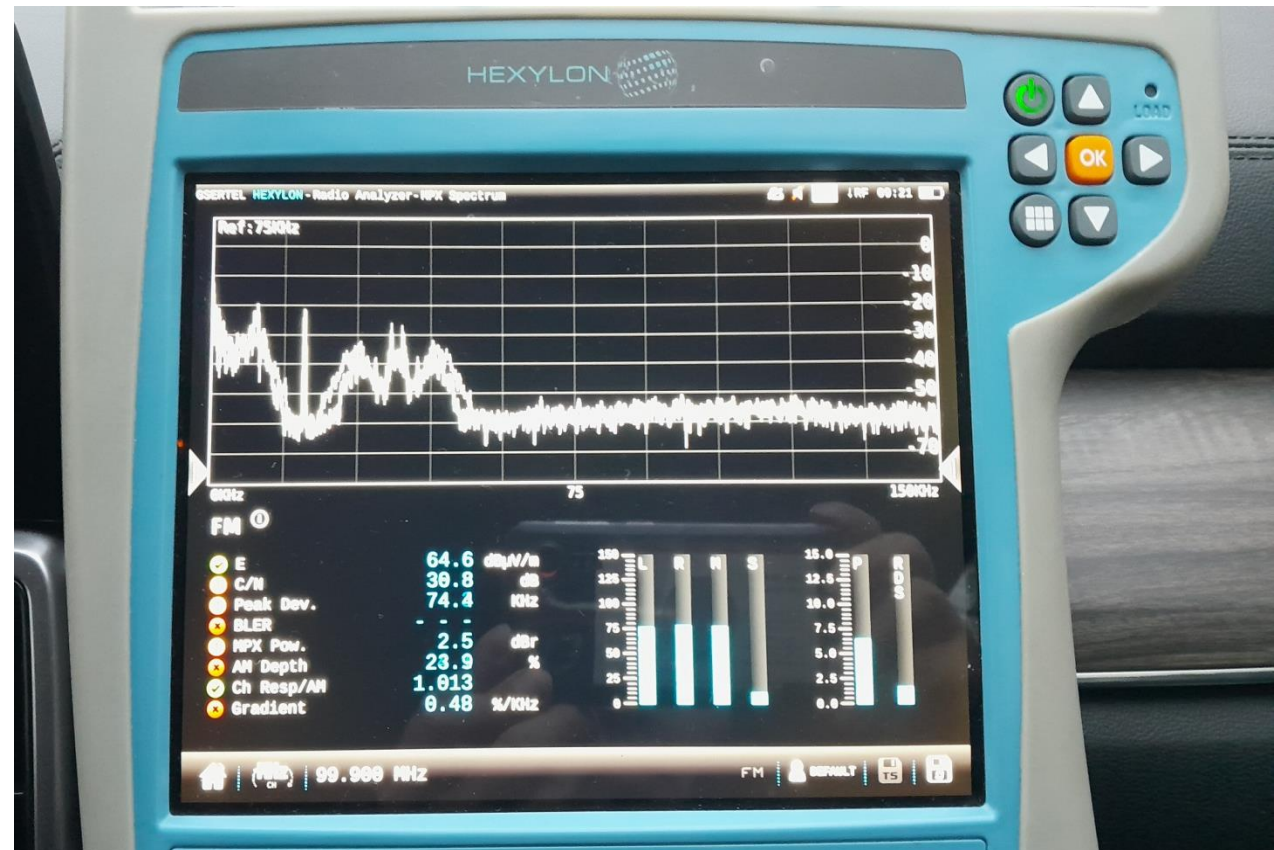 HEXYLON
LOAD
OK
GSERTEL HEXYLON-Radio Analyzer-MPX Spectrum
RF 09:21
Ref:75KHz
0
-10
-20
-30
-40
-50
-70
0KHz 75 150KHz
FM
E 64.6 dBµV/m
C/N 30.8 dB
Peak Dev. 74.4 KHz
BLER - - -
MPX Pow. 2.5 dBr
AM Depth 23.9 %
Ch Resp/AM 1.013
Gradient 0.48 %/KHz
150 L R M S
125
100
75
50
25
0
15.0 P RDS
12.5
10.0
7.5
5.0
2.5
0.0
CH 99.900 MHz FM DEFAULT TS